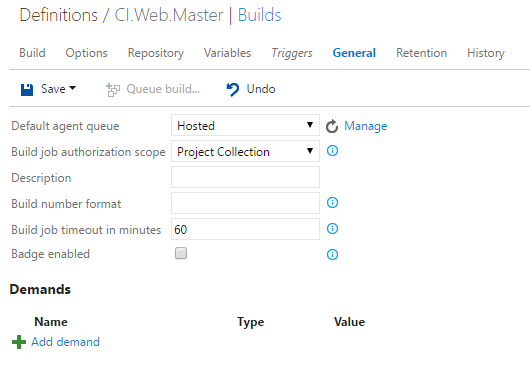 Definitions / CI.Web.Master | Builds
Build Options Repository Variables Triggers General Retention History
Save Queue build... Undo
Default agent queue Hosted Manage
Build job authorization scope Project Collection
Description
Build number format
Build job timeout in minutes 60
Badge enabled
Demands
Name Type Value
Add demand